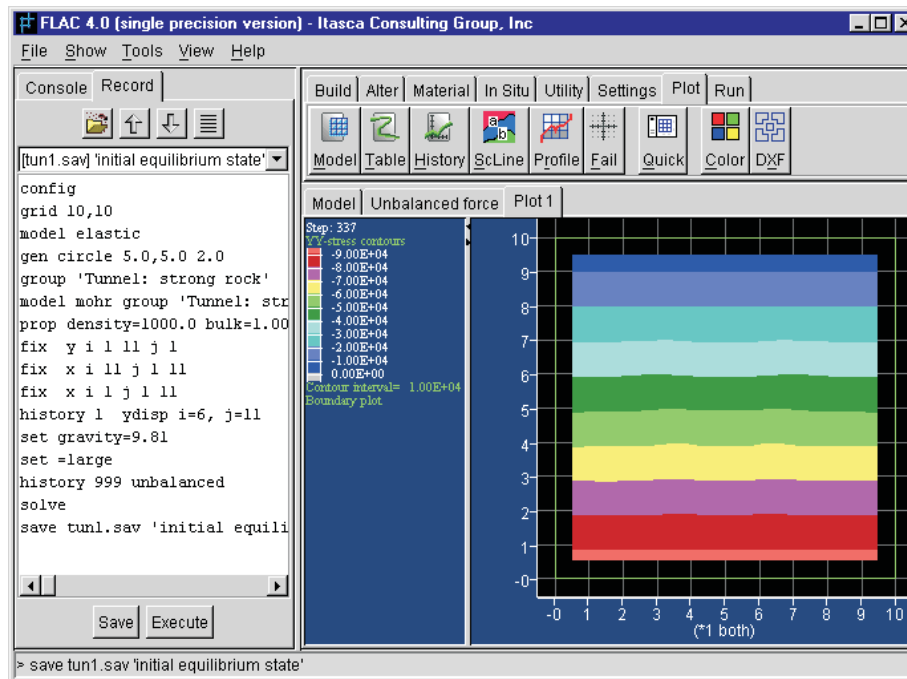 FLAC 4.0 (single precision version) - Itasca Consulting Group, Inc
File Show Tools View Help
Console Record
[tun1.sav] 'initial equilibrium state'
config
grid 10,10
model elastic
gen circle 5.0,5.0 2.0
group 'Tunnel: strong rock'
model mohr group 'Tunnel: str
prop density=1000.0 bulk=1.00
fix y i 1 11 j 1
fix x i 11 j 1 11
fix x i 1 j 1 11
history 1 ydisp i=6, j=11
set gravity=9.81
set =large
history 999 unbalanced
solve
save tun1.sav 'initial equili
Save Execute
Build Alter Material In Situ Utility Settings Plot Run
Model Table History ScLine Profile Fail Quick Color DXF
a
b
Model Unbalanced force Plot 1
Step: 337
YY-stress contours
-9.00E+04
-8.00E+04
-7.00E+04
-6.00E+04
-5.00E+04
-4.00E+04
-3.00E+04
-2.00E+04
-1.00E+04
0.00E+00
Contour interval= 1.00E+04
Boundary plot
10
9
8
7
6
5
4
3
2
1
-0
-0 1 2 3 4 5 6 7 8 9 10
(*1 both)
> save tun1.sav 'initial equilibrium state'